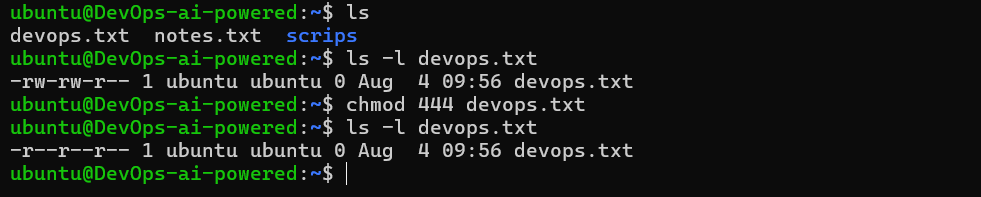 ubuntu@DevOps-ai-powered:~$ ls
devops.txt  notes.txt  scrips
ubuntu@DevOps-ai-powered:~$ ls -l devops.txt
-rw-rw-r-- 1 ubuntu ubuntu 0 Aug  4 09:56 devops.txt
ubuntu@DevOps-ai-powered:~$ chmod 444 devops.txt
ubuntu@DevOps-ai-powered:~$ ls -l devops.txt
-r--r--r-- 1 ubuntu ubuntu 0 Aug  4 09:56 devops.txt
ubuntu@DevOps-ai-powered:~$